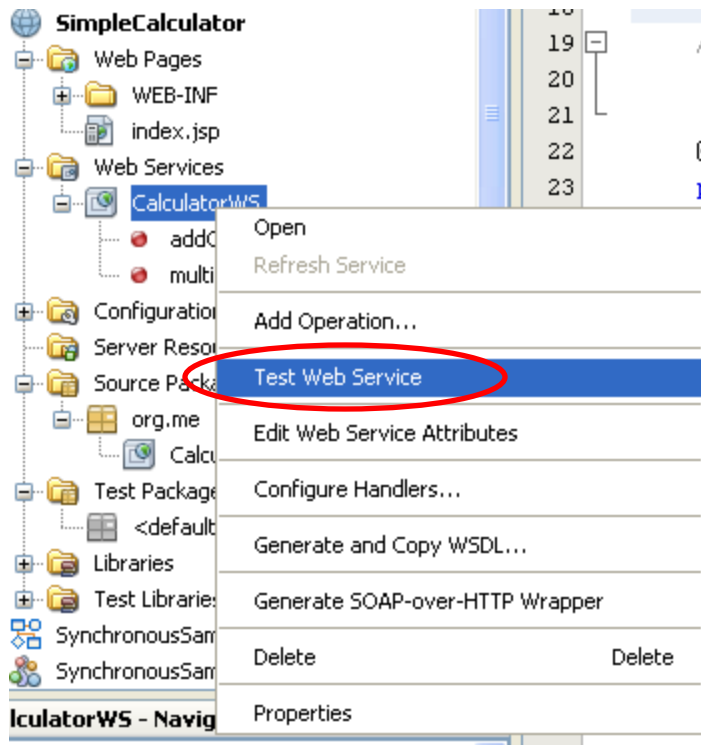 SimpleCalculator
Web Pages
WEB-INF
index.jsp
Web Services
CalculatorWS
multi
Configuration
Server Resou
Source Packa
org.me
Calcu
Test Package
<default
Libraries
Test Libraries
SynchronousSam
SynchronousSam
lculatorWS - Navig
19
20
21
22
23
Open
Refresh Service
Add Operation...
Test Web Service
Edit Web Service Attributes
Configure Handlers...
Generate and Copy WSDL...
Generate SOAP-over-HTTP Wrapper
Delete Delete
Properties